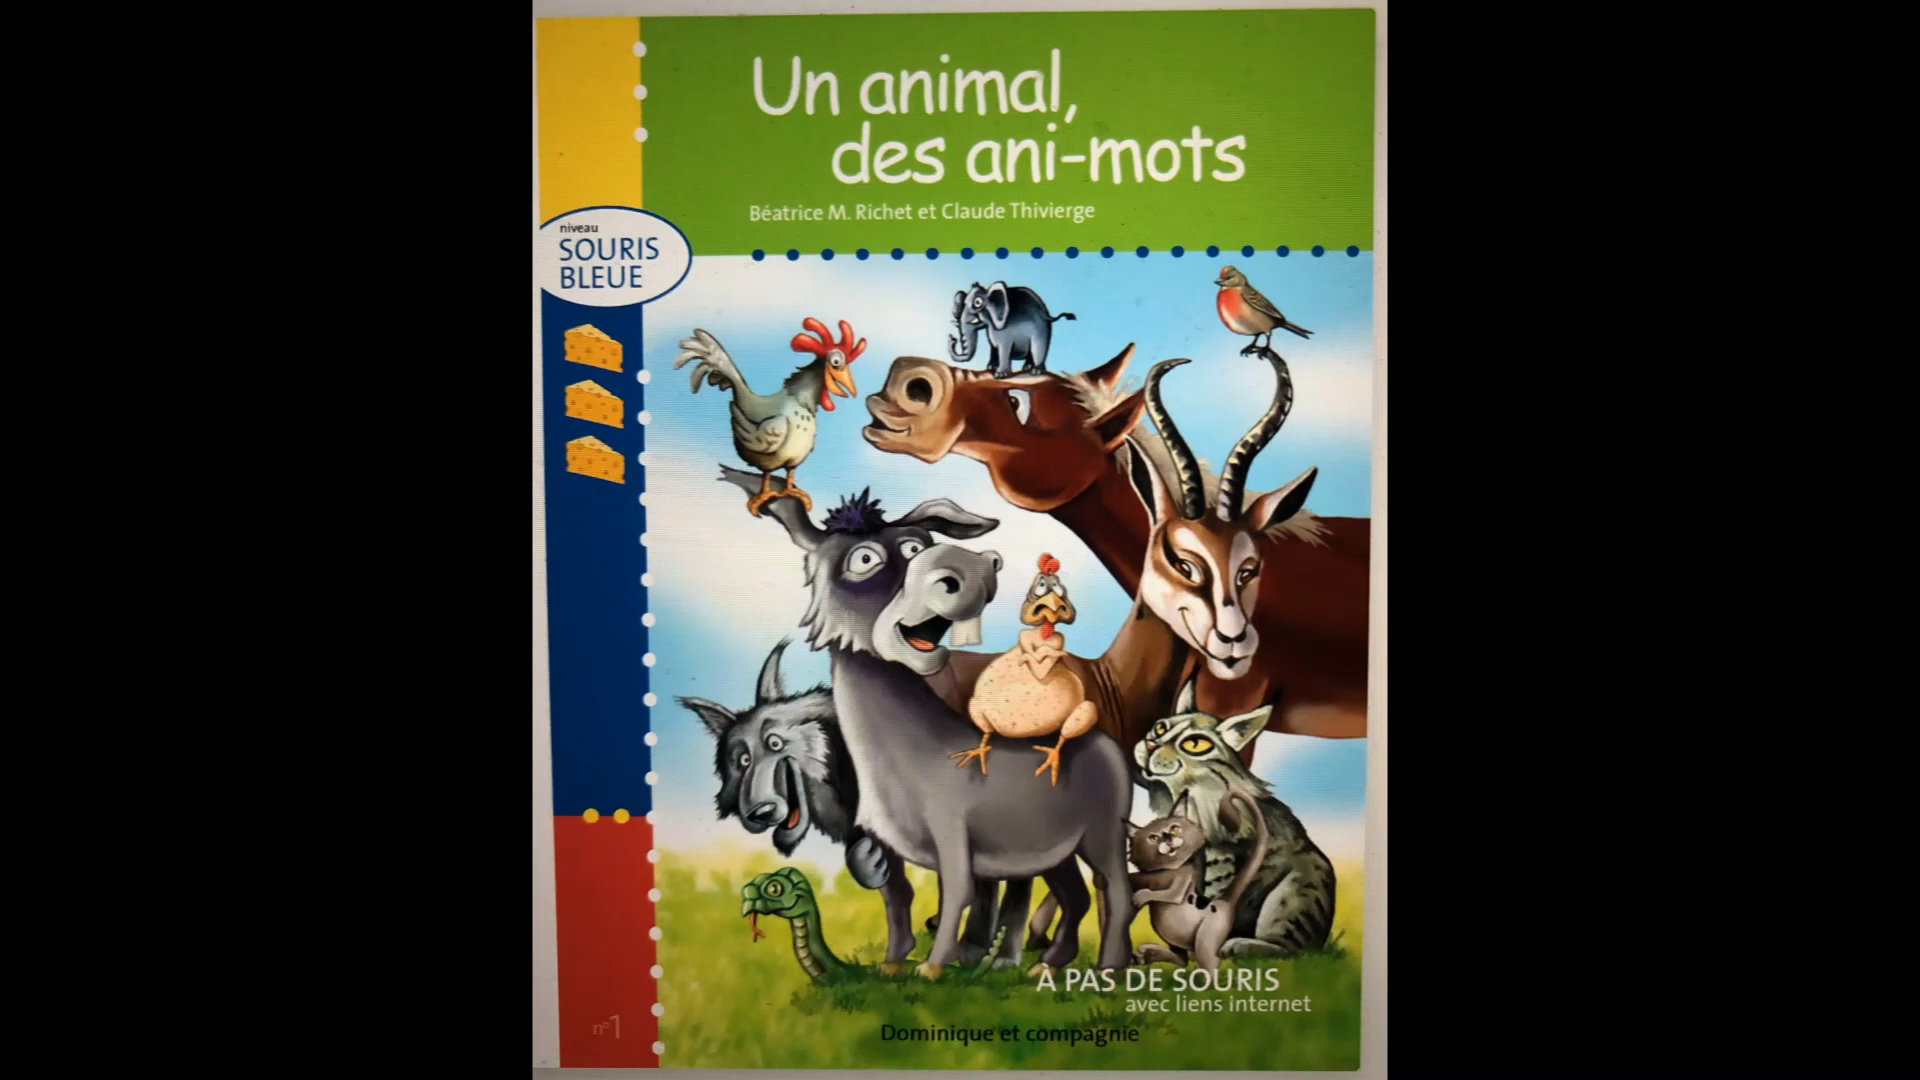 Un animal,
des ani-mots
Béatrice M. Richet et Claude Thivierge
niveau
SOURIS
BLEUE
À PAS DE SOURIS
avec liens internet
Dominique et compagnie
n°1